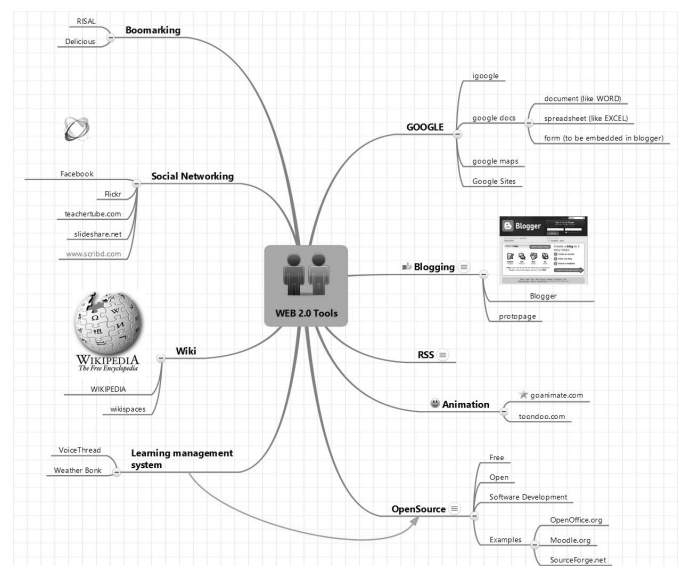 RISAL
Boomarking
Delicious
igoogle
document (like WORD)
GOOGLE
google docs
spreadsheet (like EXCEL)
form (to be embedded in blogger)
google maps
Google Sites
Facebook
Social Networking
Flickr
teachertube.com
slideshare.net
www.scribd.com
Blogger
Blogging
Blogger
protopage
WEB 2.0 Tools
Wiki
WIKIPEDIA
The Free Encyclopedia
WIKIPEDIA
wikispaces
RSS
Animation
goanimate.com
toondoo.com
VoiceThread
Learning management
system
Weather Bonk
Free
Open
OpenSource
Software Development
Examples
OpenOffice.org
Moodle.org
SourceForge.net